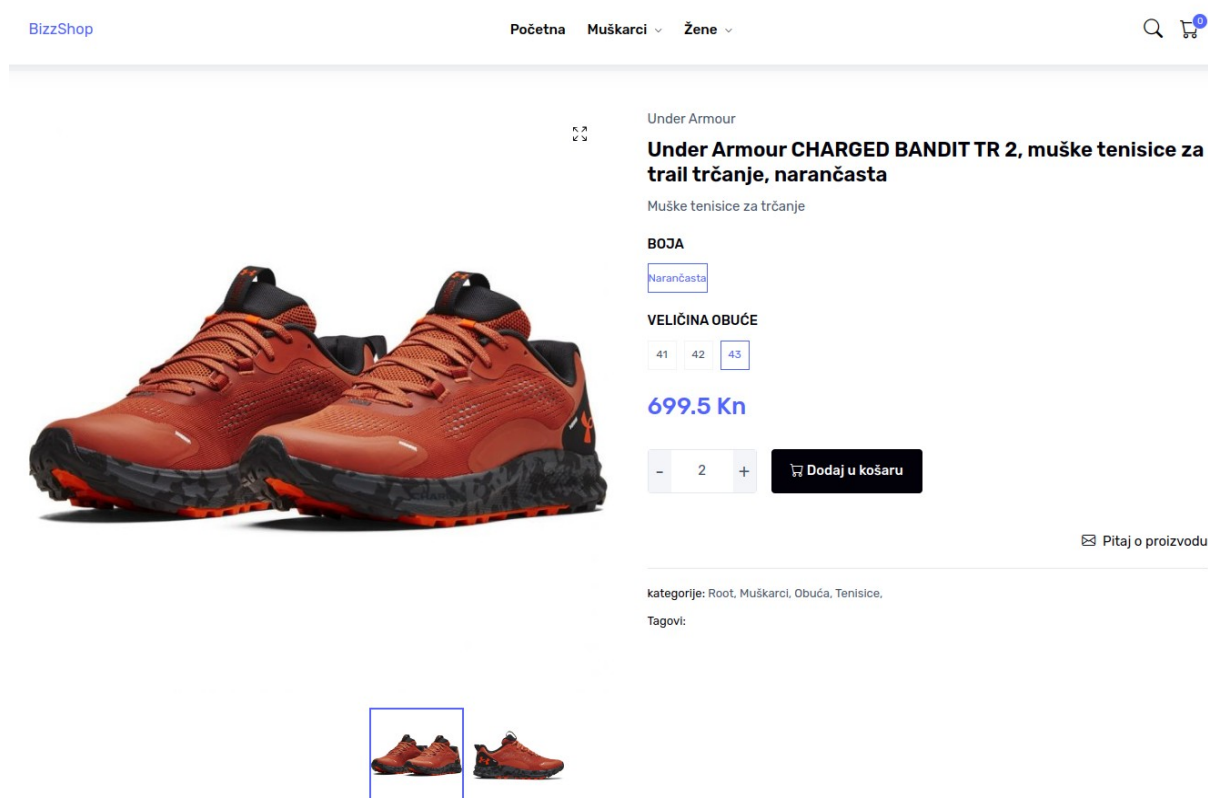 BizzShop
Početna Muškarci Žene
0
Under Armour
Under Armour CHARGED BANDIT TR 2, muške tenisice za
trail trčanje, narančasta
Muške tenisice za trčanje
BOJA
Narančasta
VELIČINA OBUĆE
41 42 43
699.5 Kn
- 2 +
Dodaj u košaru
Pitaj o proizvodu
kategorije: Root, Muškarci, Obuća, Tenisice,
Tagovi: